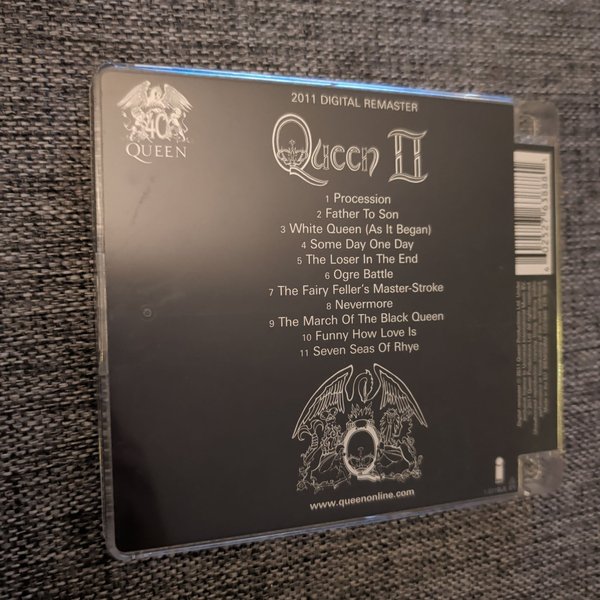 2011 DIGITAL REMASTER
40
QUEEN
Queen II
1 Procession
2 Father To Son
3 White Queen (As It Began)
4 Some Day One Day
5 The Loser In The End
6 Ogre Battle
7 The Fairy Feller's Master-Stroke
8 Nevermore
9 The March Of The Black Queen
10 Funny How Love Is
11 Seven Seas Of Rhye
www.queenonline.com